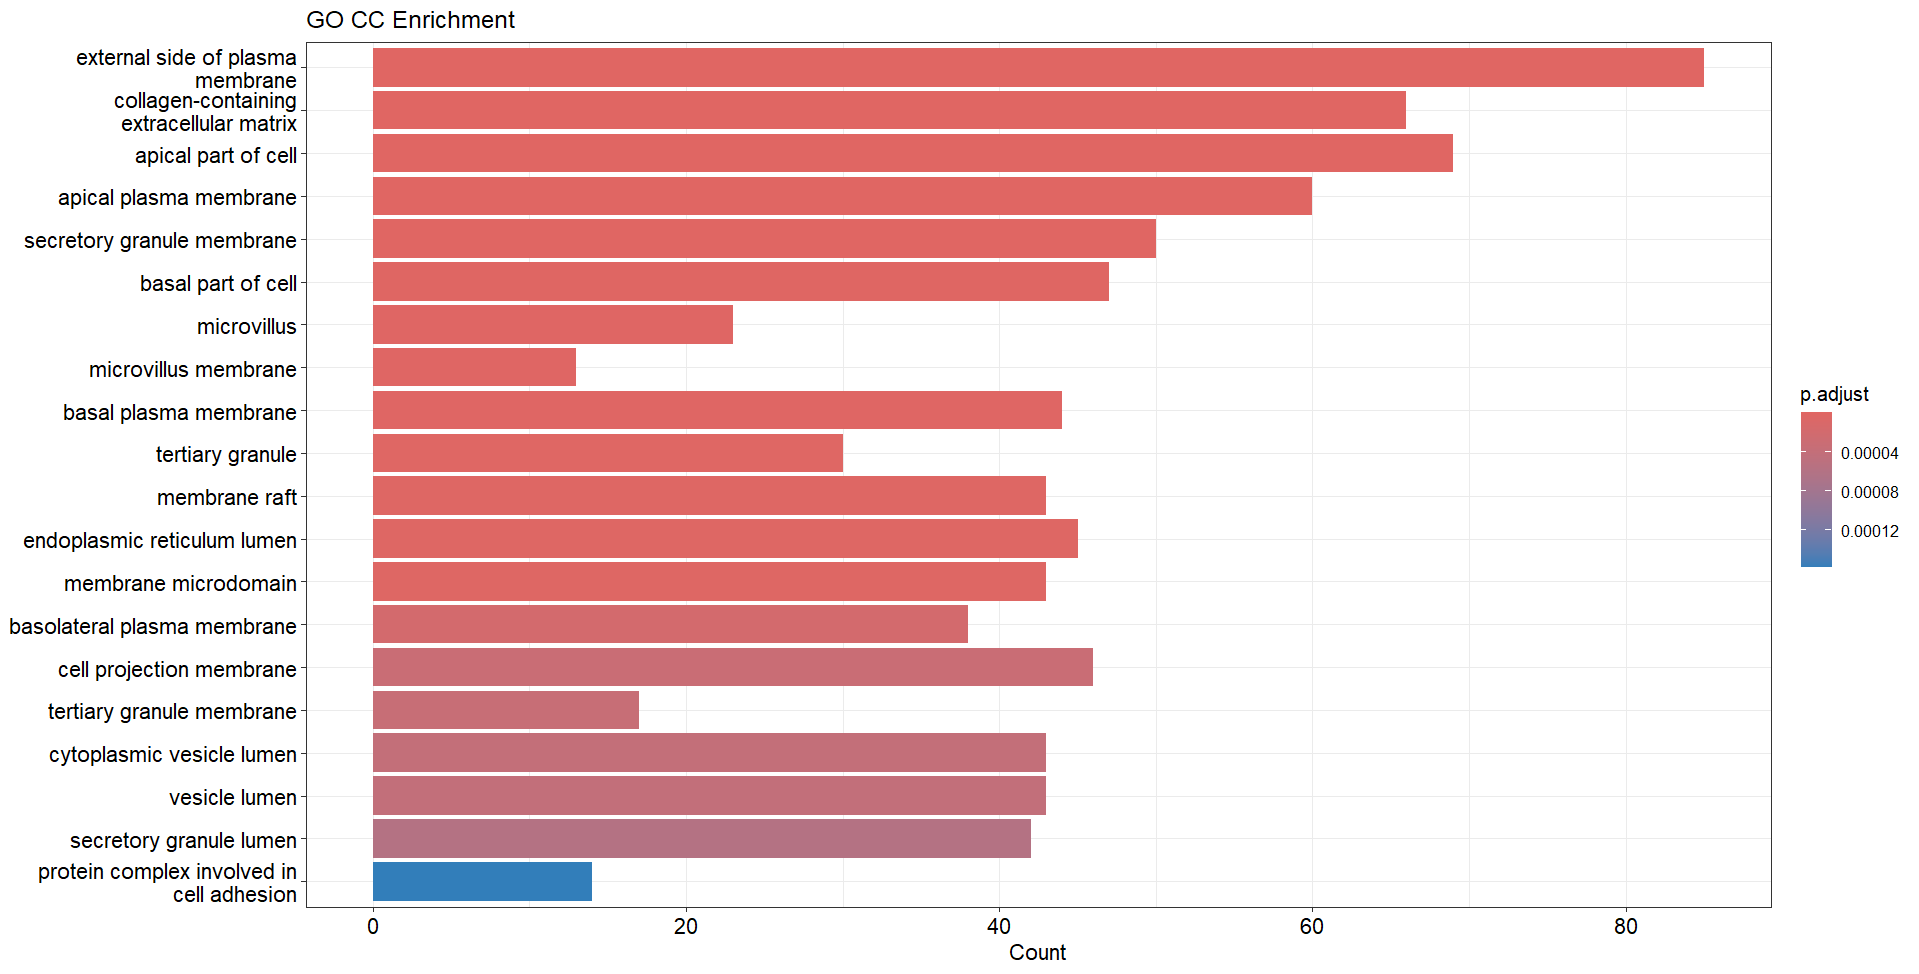 GO CC Enrichment
external side of plasma
membrane
collagen-containing
extracellular matrix
apical part of cell
apical plasma membrane
secretory granule membrane
basal part of cell
microvillus
microvillus membrane
basal plasma membrane
tertiary granule
membrane raft
endoplasmic reticulum lumen
membrane microdomain
basolateral plasma membrane
cell projection membrane
tertiary granule membrane
cytoplasmic vesicle lumen
vesicle lumen
secretory granule lumen
protein complex involved in
cell adhesion
0 20 40 60 80
Count
p.adjust
0.00004
0.00008
0.00012